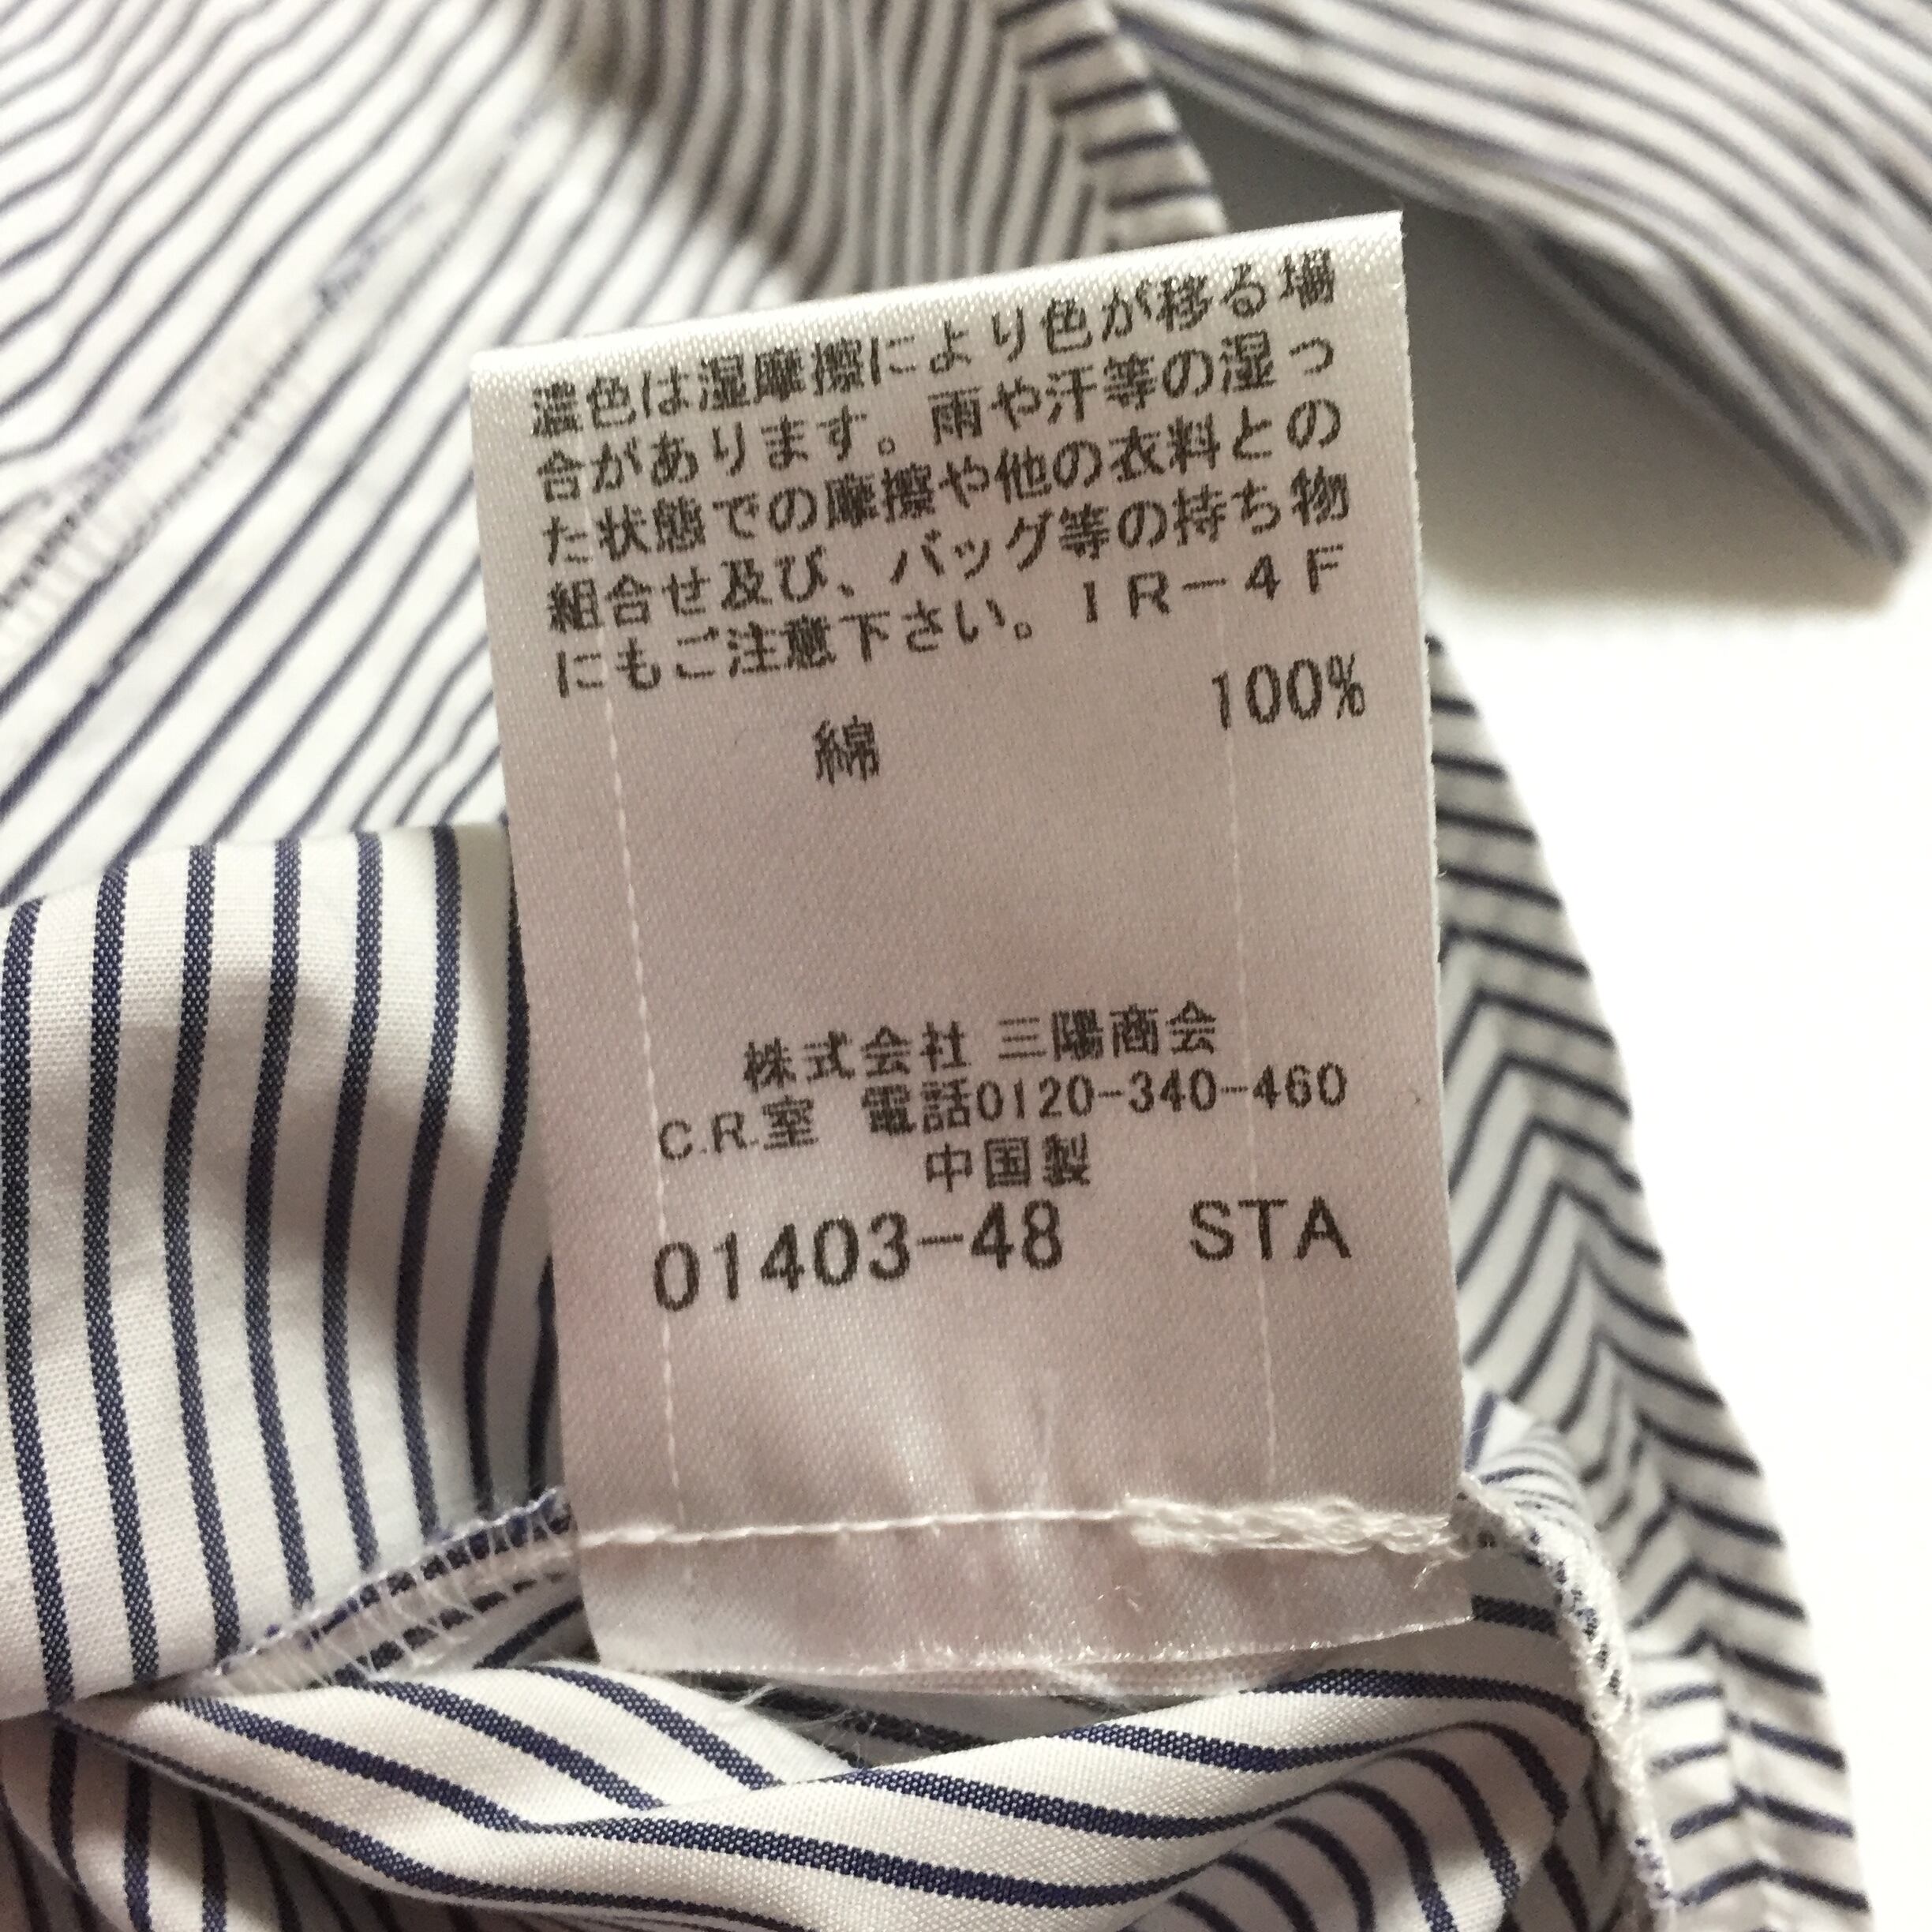 濃色は湿摩擦により色が移る場
合があります。雨や汗等の湿っ
た状態での摩擦や他の衣料との
組合せ及び、バッグ等の持ち物
にもご注意下さい。IR-4F
綿 100%
株式会社 三陽商会
C.R.室 電話0120-340-460
中国製
01403-48 STA